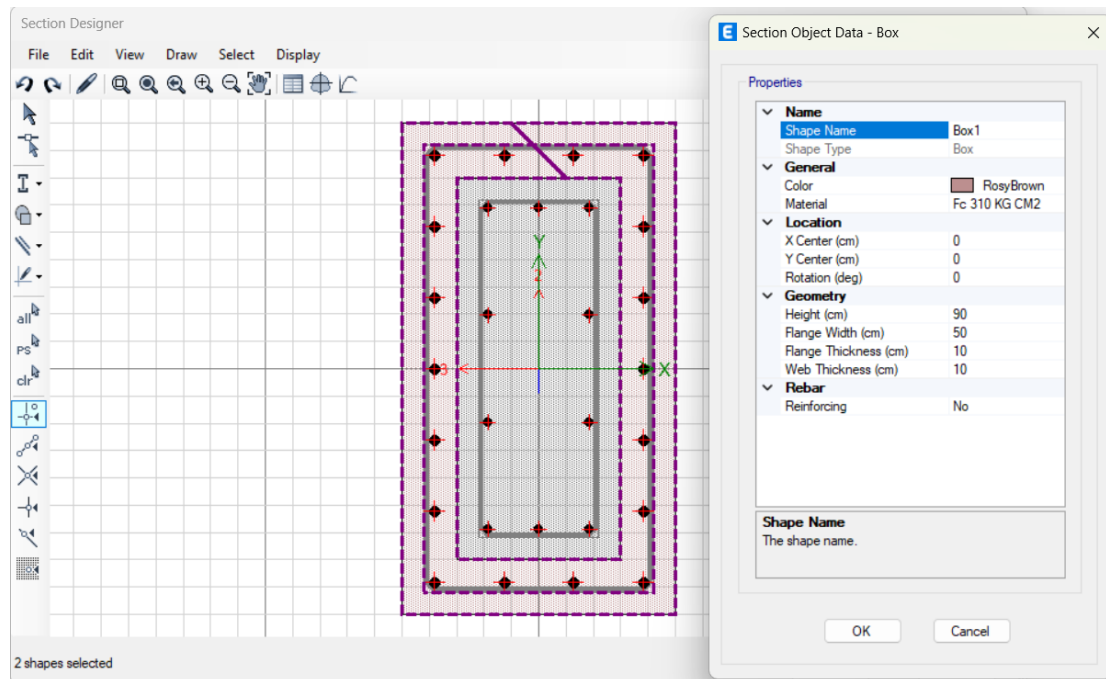 Section Designer
File Edit View Draw Select Display
all
PS
clr
Y
2
3
X
2 shapes selected
E Section Object Data - Box
Properties
Name
Shape Name Box1
Shape Type Box
General
Color RosyBrown
Material Fc 310 KG CM2
Location
X Center (cm) 0
Y Center (cm) 0
Rotation (deg) 0
Geometry
Height (cm) 90
Flange Width (cm) 50
Flange Thickness (cm) 10
Web Thickness (cm) 10
Rebar
Reinforcing No
Shape Name
The shape name.
OK Cancel